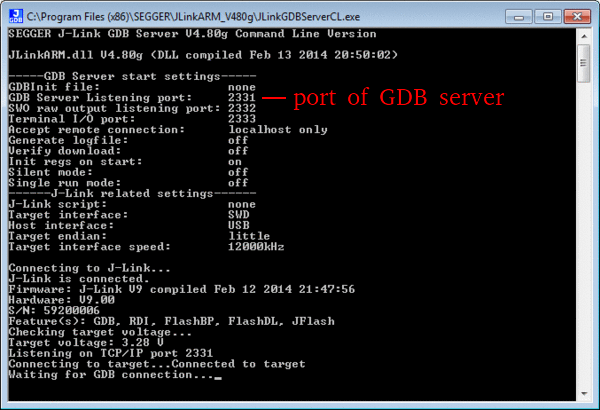 C:\Program Files (x86)\SEGGER\JLinkARM_V480g\JLinkGDBServerCL.exe
SEGGER J-Link GDB Server V4.80g Command Line Version
JLinkARM.dll V4.80g (DLL compiled Feb 13 2014 20:50:02)
-----GDB Server start settings-----
GDBInit file: none
GDB Server Listening port: 2331 — port of GDB server
SWO raw output listening port: 2332
Terminal I/O port: 2333
Accept remote connection: localhost only
Generate logfile: off
Verify download: off
Init regs on start: on
Silent mode: off
Single run mode: off
------J-Link related settings------
J-Link script: none
Target interface: SWD
Host interface: USB
Target endian: little
Target interface speed: 12000kHz
Connecting to J-Link...
J-Link is connected.
Firmware: J-Link V9 compiled Feb 12 2014 21:47:56
Hardware: V9.00
S/N: 59200006
Feature(s): GDB, RDI, FlashBP, FlashDL, JFlash
Checking target voltage...
Target voltage: 3.28 V
Listening on TCP/IP port 2331
Connecting to target...Connected to target
Waiting for GDB connection..._